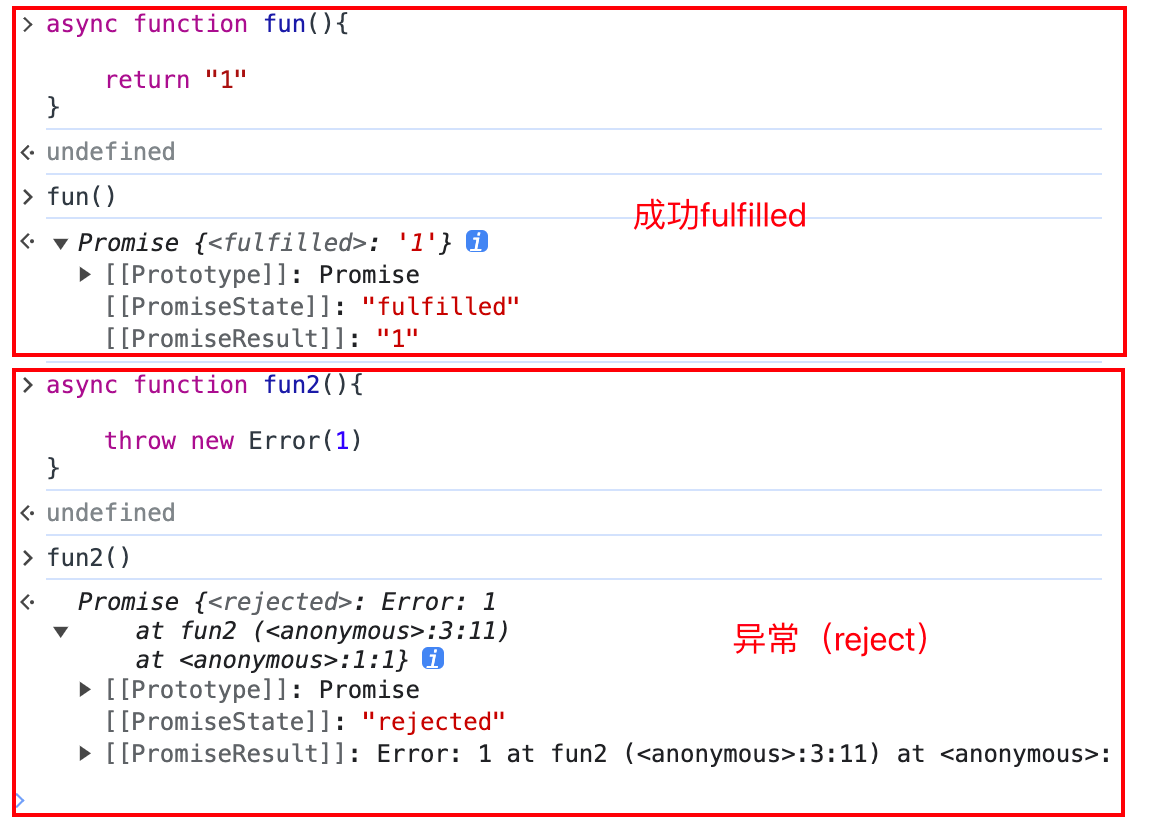 > async function fun(){
return "1"
}
undefined
> fun()
成功fulfilled
Promise {<fulfilled>: '1'} i
[[Prototype]]: Promise
[[PromiseState]]: "fulfilled"
[[PromiseResult]]: "1"
> async function fun2(){
throw new Error(1)
}
undefined
> fun2()
Promise {<rejected>: Error: 1
at fun2 (<anonymous>:3:11)
异常（reject）
at <anonymous>:1:1} i
[[Prototype]]: Promise
[[PromiseState]]: "rejected"
[[PromiseResult]]: Error: 1 at fun2 (<anonymous>:3:11) at <anonymous>:
>